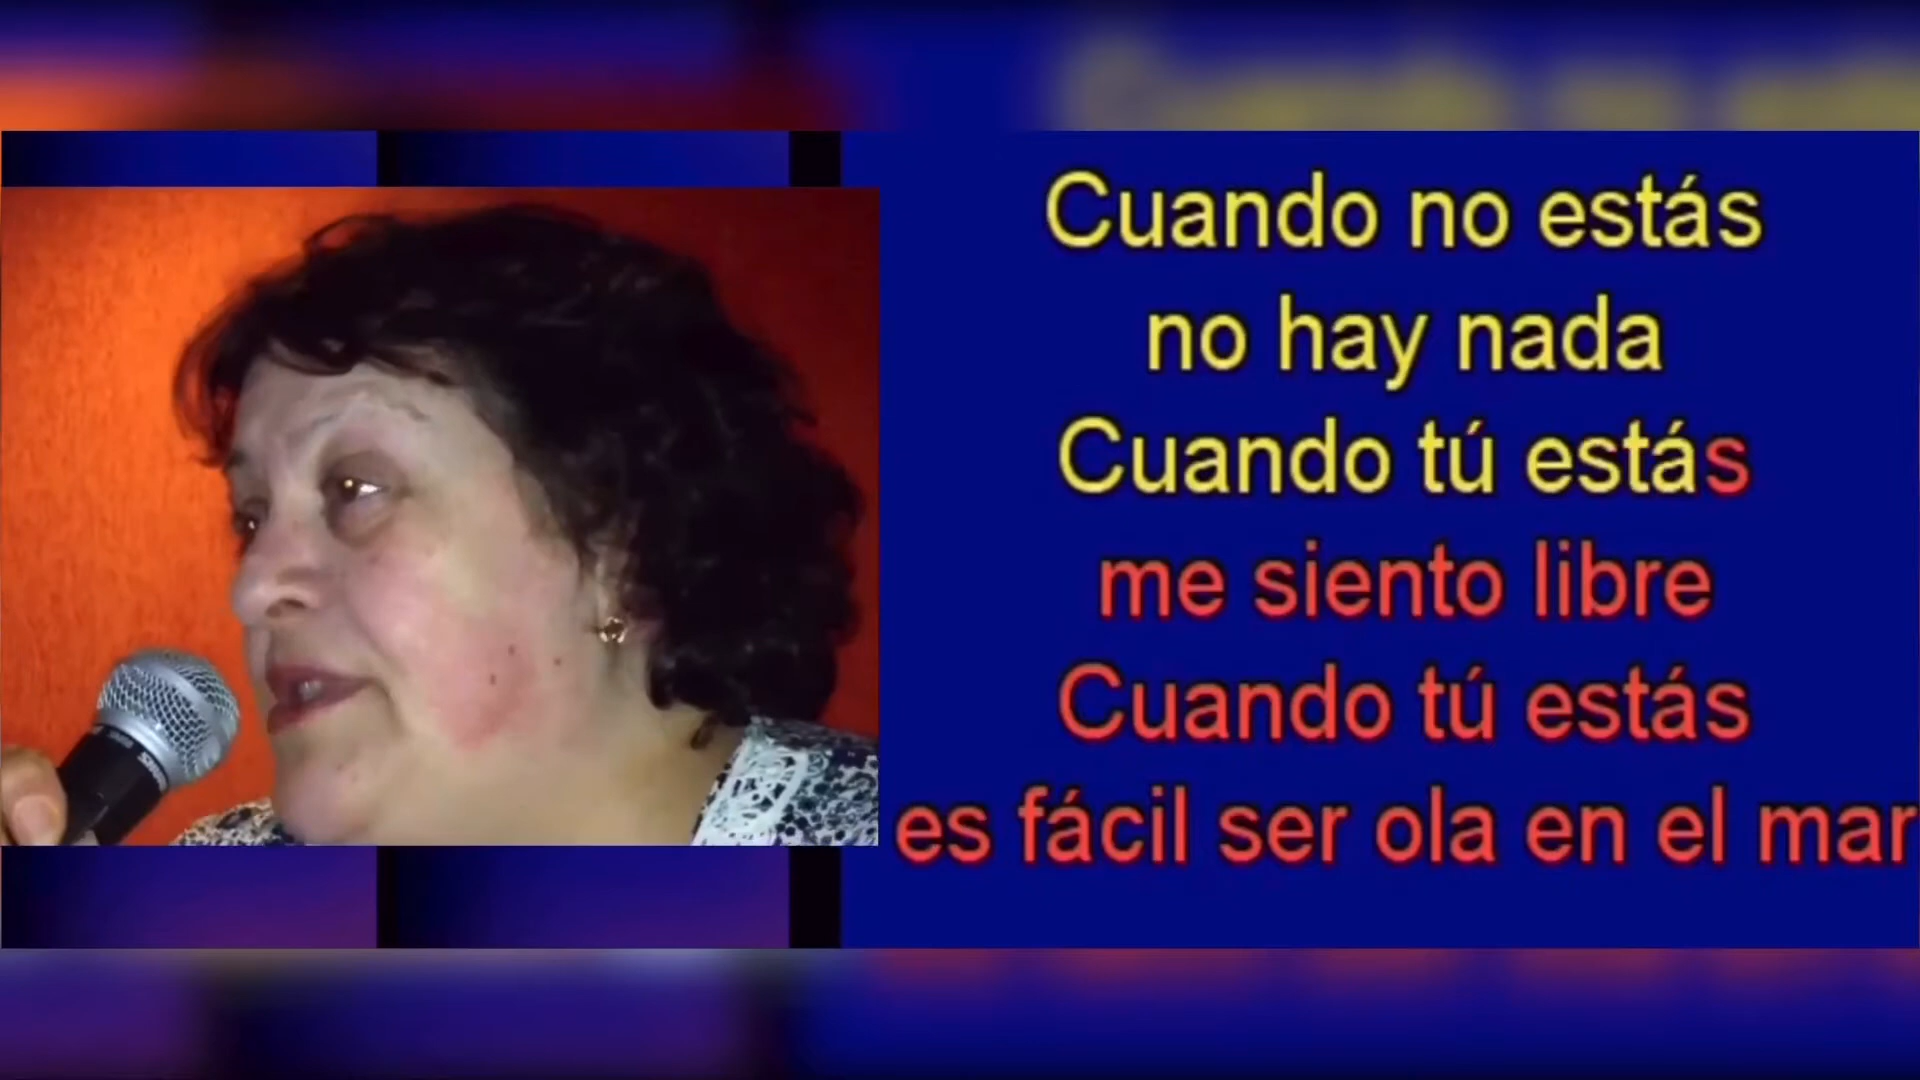 Cuando no estás
no hay nada
Cuando tú estás
me siento libre
Cuando tú estás
es fácil ser ola en el mar